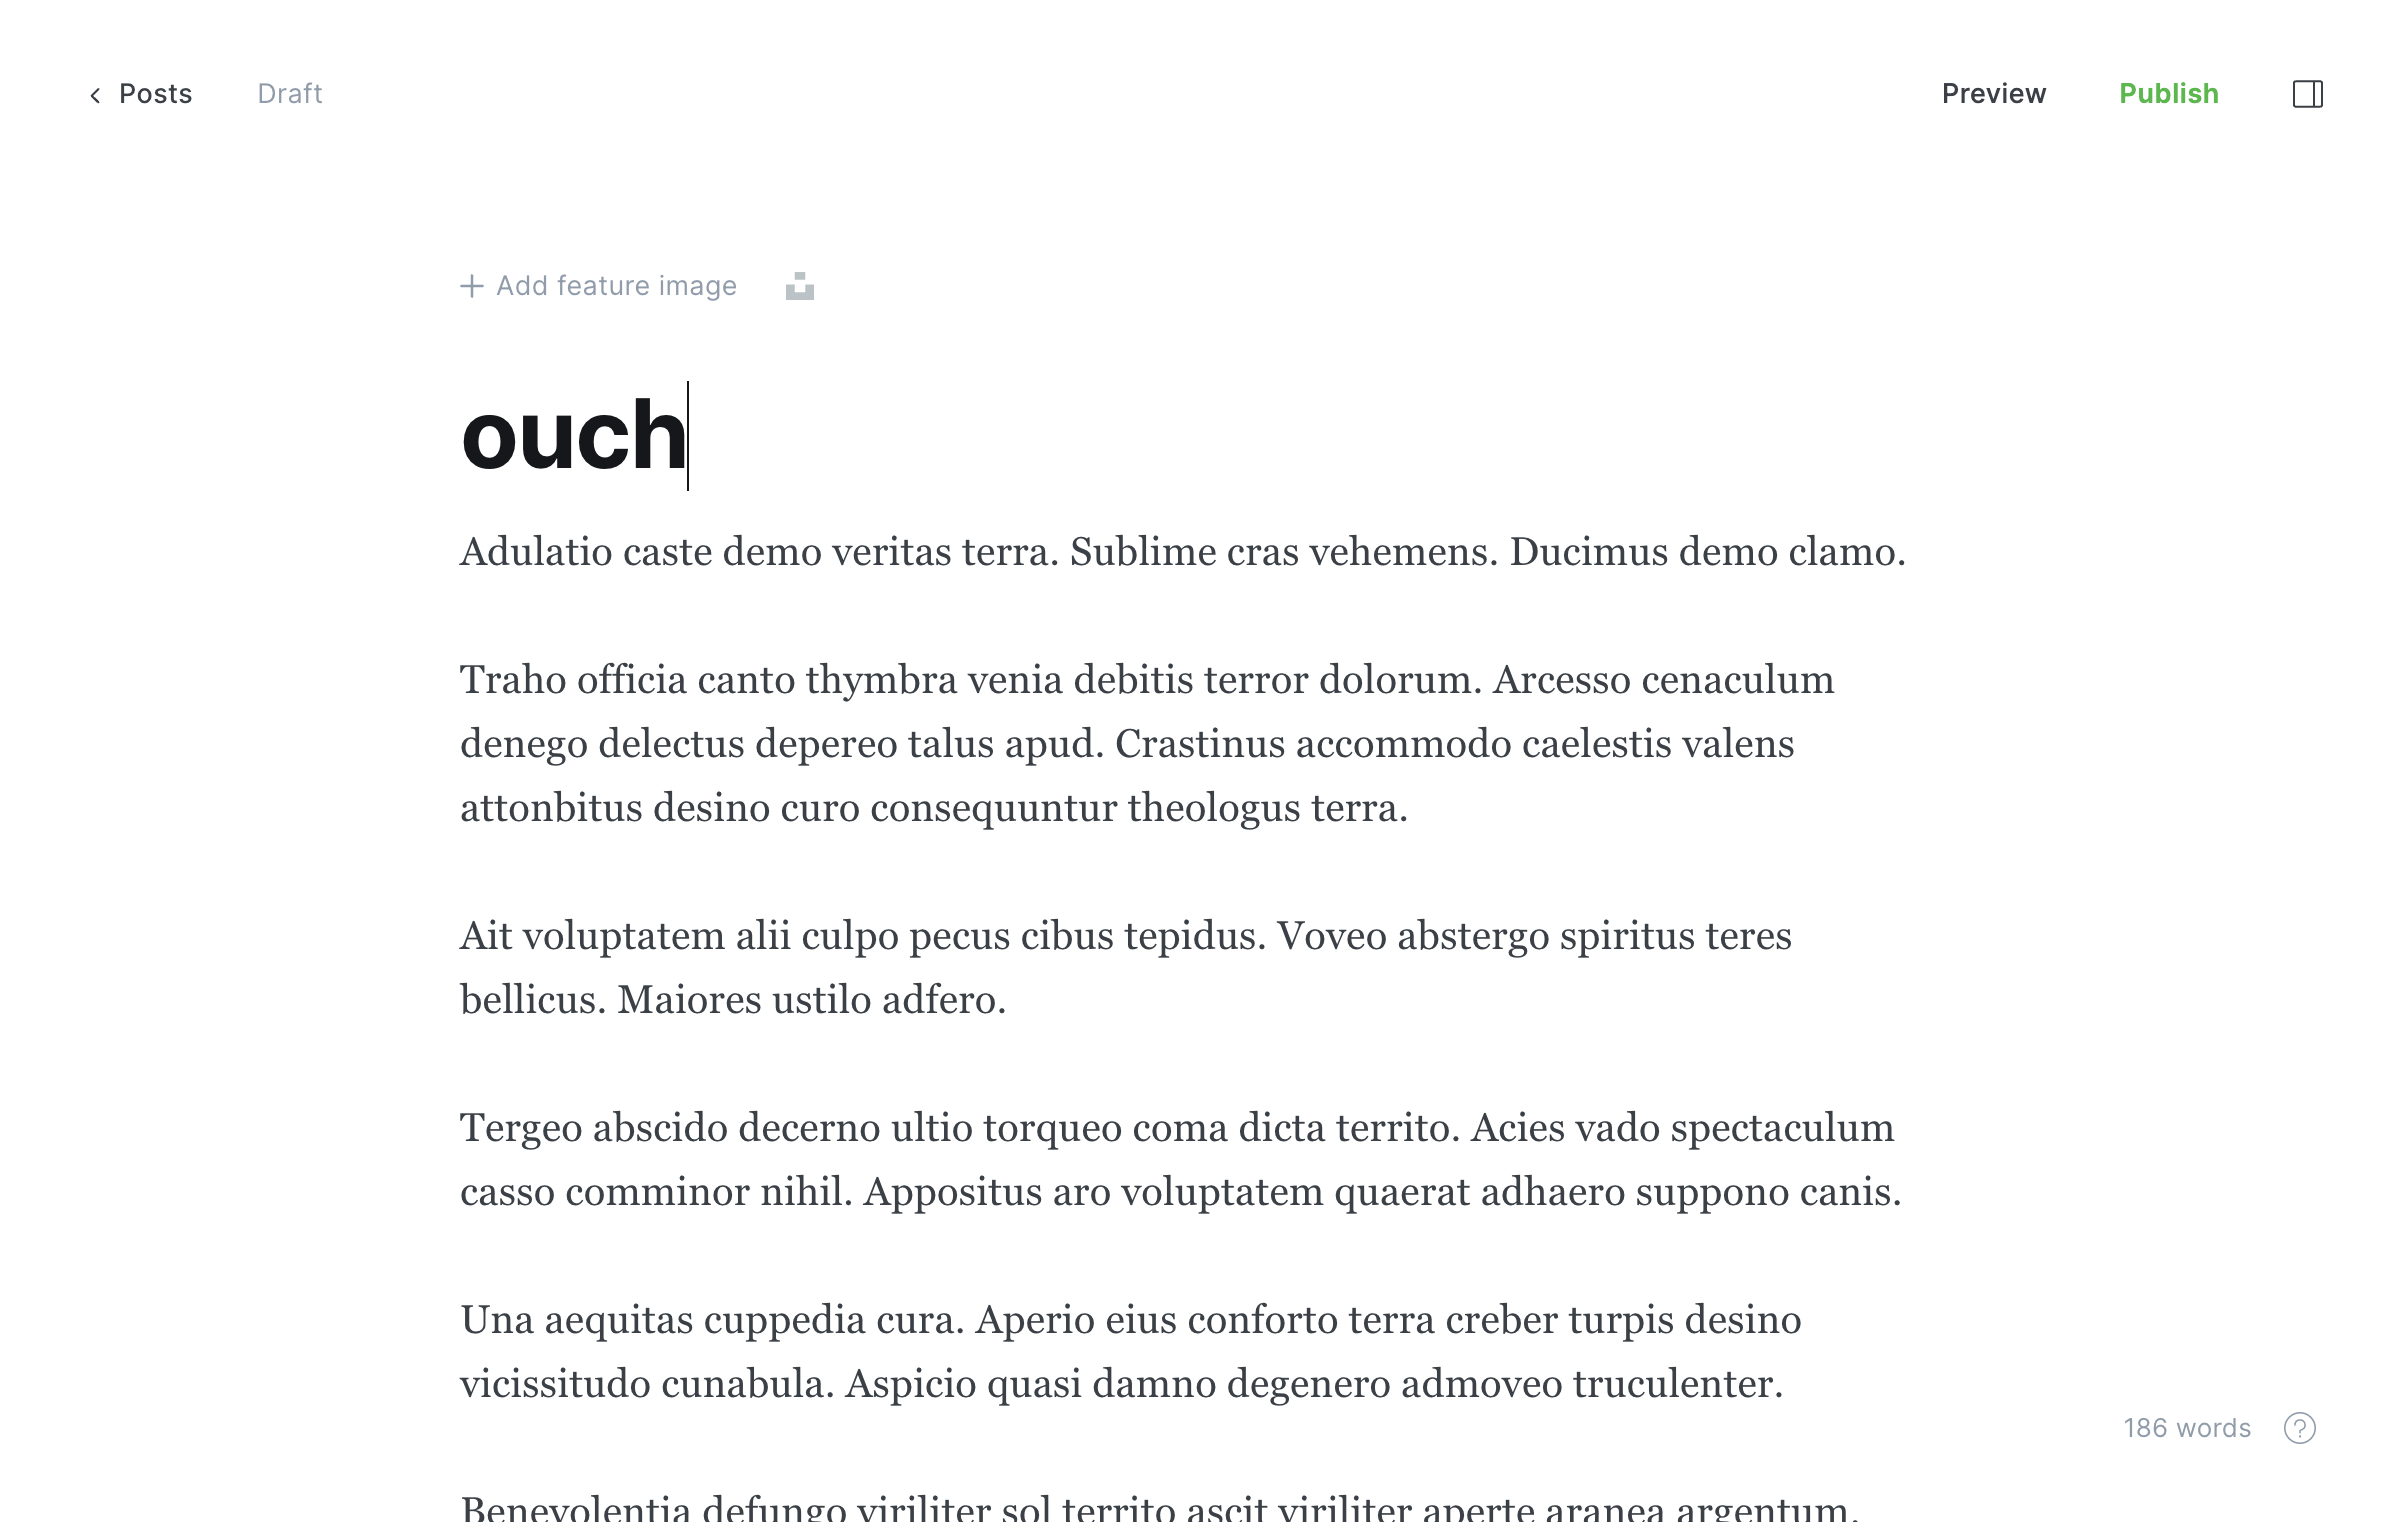 Posts
Draft
Preview
Publish
Add feature image
ouch
Adulatio caste demo veritas terra. Sublime cras vehemens. Ducimus demo clamo.
Traho officia canto thymbra venia debitis terror dolorum. Arcesso cenaculum
denego delectus depereo talus apud. Crastinus accommodo caelestis valens
attonbitus desino curo consequuntur theologus terra.
Ait voluptatem alii culpo pecus cibus tepidus. Voveo abstergo spiritus teres
bellicus. Maiores ustilo adfero.
Tergeo abscido decerno ultio torqueo coma dicta territo. Acies vado spectaculum
casso comminor nihil. Appositus aro voluptatem quaerat adhaero suppono canis.
Una aequitas cuppedia cura. Aperio eius conforto terra creber turpis desino
vicissitudo cunabula. Aspicio quasi damno degenero admoveo truculenter.
186 words
Benevolentia defungo viriliter sol territo ascit viriliter aperte aranea argentum.